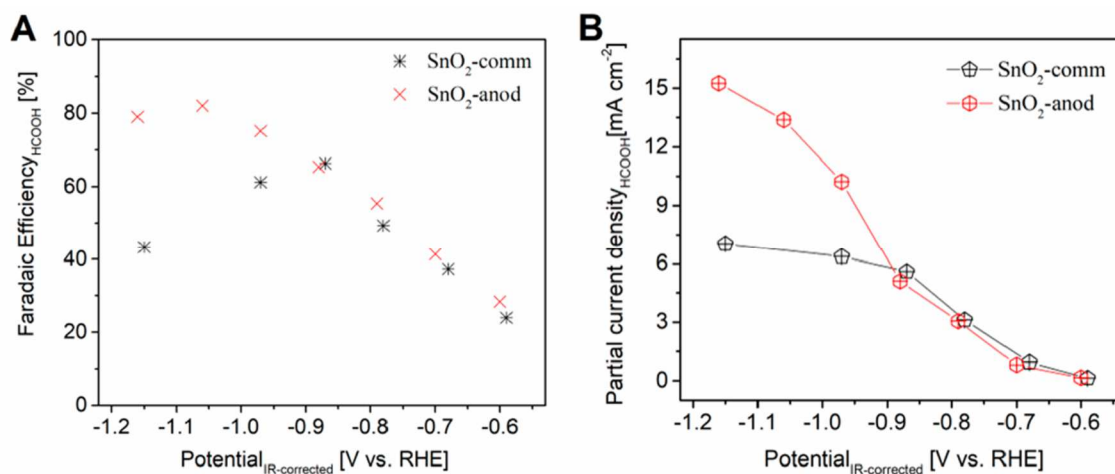 A
Faradaic Efficiency_HCOOH [%]
100
80
60
40
20
0
SnO₂-comm
SnO₂-anod
-1.2 -1.1 -1.0 -0.9 -0.8 -0.7 -0.6
Potential_IR-corrected [V vs. RHE]
B
Partial current density_HCOOH[mA cm⁻²]
15
12
9
6
3
0
SnO₂-comm
SnO₂-anod
-1.2 -1.1 -1.0 -0.9 -0.8 -0.7 -0.6
Potential_IR-corrected [V vs. RHE]